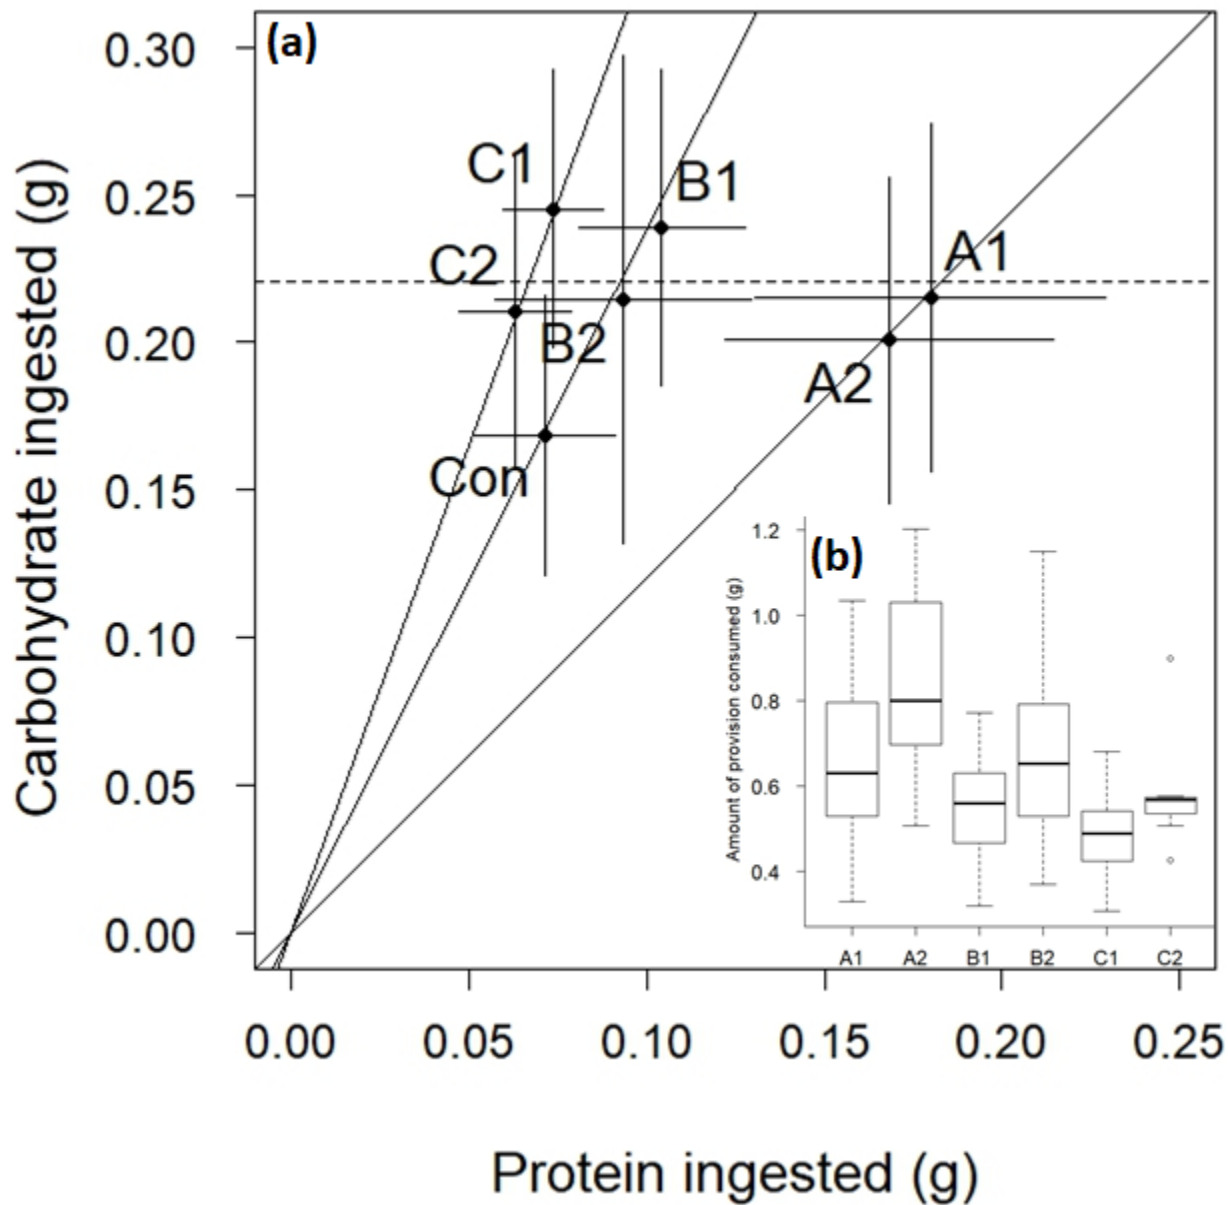 (a)
0.30
0.25
0.20
0.15
0.10
0.05
0.00
Carbohydrate ingested (g)
C1
B1
C2
A1
B2
A2
Con
(b)
1.2
1.0
0.8
0.6
0.4
Amount of provision consumed (g)
A1 A2 B1 B2 C1 C2
0.00 0.05 0.10 0.15 0.20 0.25
Protein ingested (g)